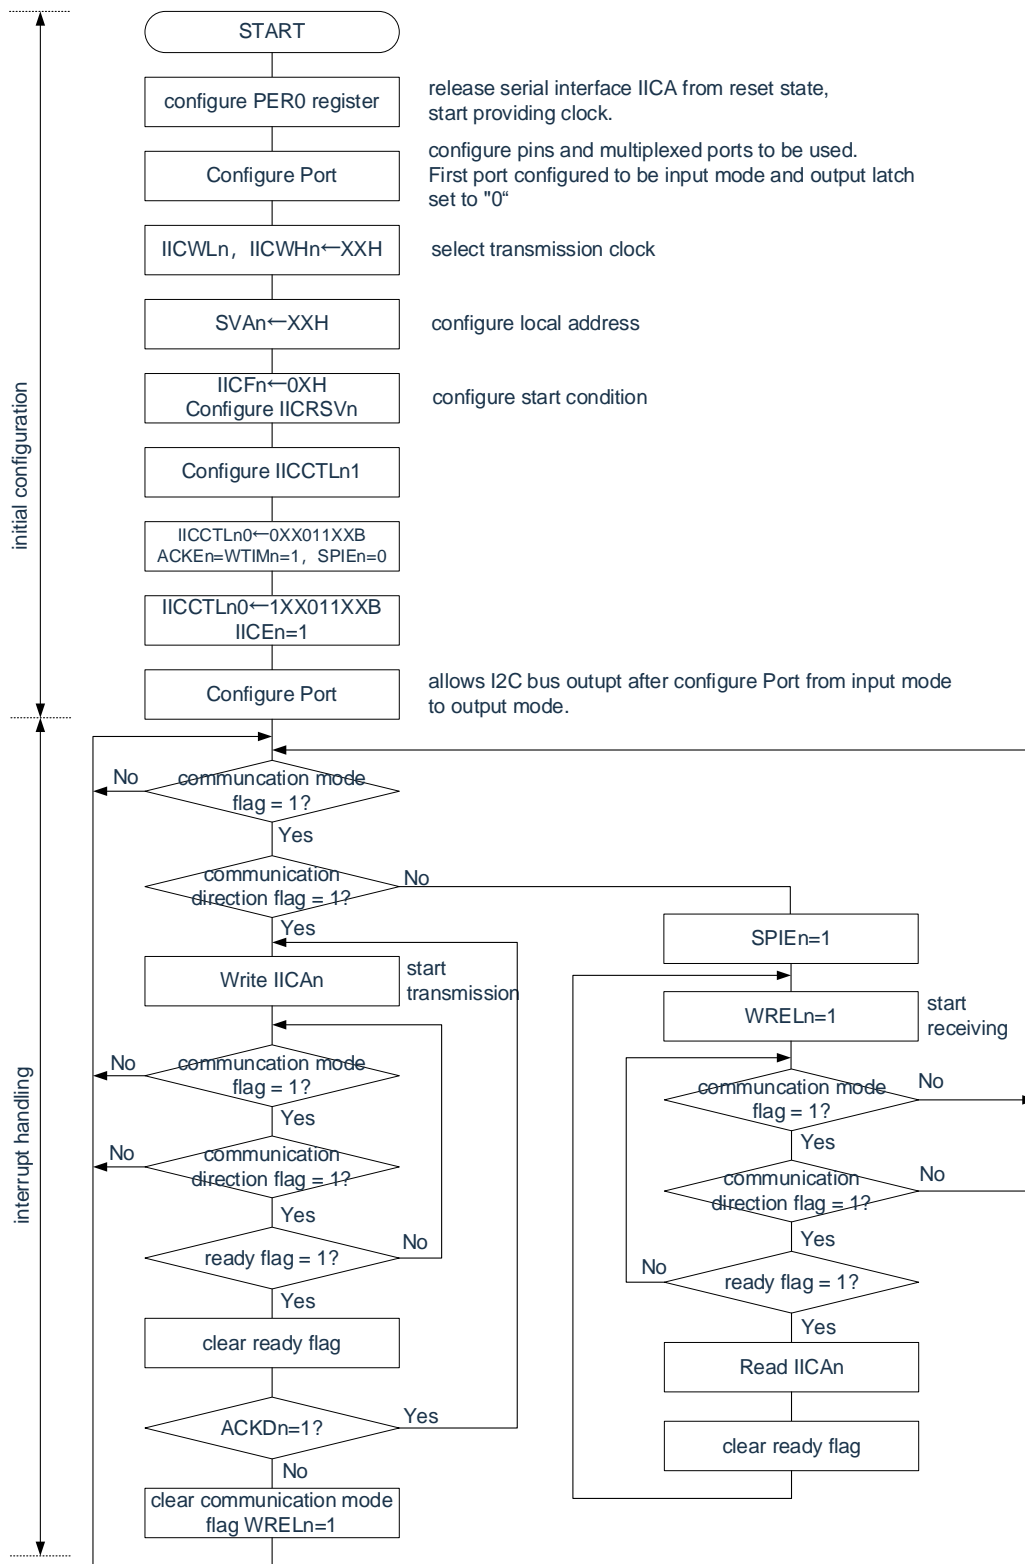 START
configure PER0 register
release serial interface IICA from reset state,
start providing clock.
Configure Port
configure pins and multiplexed ports to be used.
First port configured to be input mode and output latch
set to "0“
IICWLn，IICWHn←XXH
select transmission clock
SVAn←XXH
configure local address
IICFn←0XH
Configure IICRSVn
configure start condition
Configure IICCTLn1
IICCTLn0←0XX011XXB
ACKEn=WTIMn=1，SPIEn=0
IICCTLn0←1XX011XXB
IICEn=1
Configure Port
allows I2C bus outupt after configure Port from input mode
to output mode.
initial configuration
No
communcation mode
flag = 1?
Yes
communication
direction flag = 1?
No
Yes
Write IICAn
start
transmission
No
communcation mode
flag = 1?
Yes
No
communication
direction flag = 1?
Yes
ready flag = 1?
No
Yes
clear ready flag
ACKDn=1?
Yes
No
clear communication mode
flag WRELn=1
SPIEn=1
WRELn=1
start
receiving
communcation mode
flag = 1?
No
Yes
communication
direction flag = 1?
No
Yes
No
ready flag = 1?
Yes
Read IICAn
clear ready flag
interrupt handling